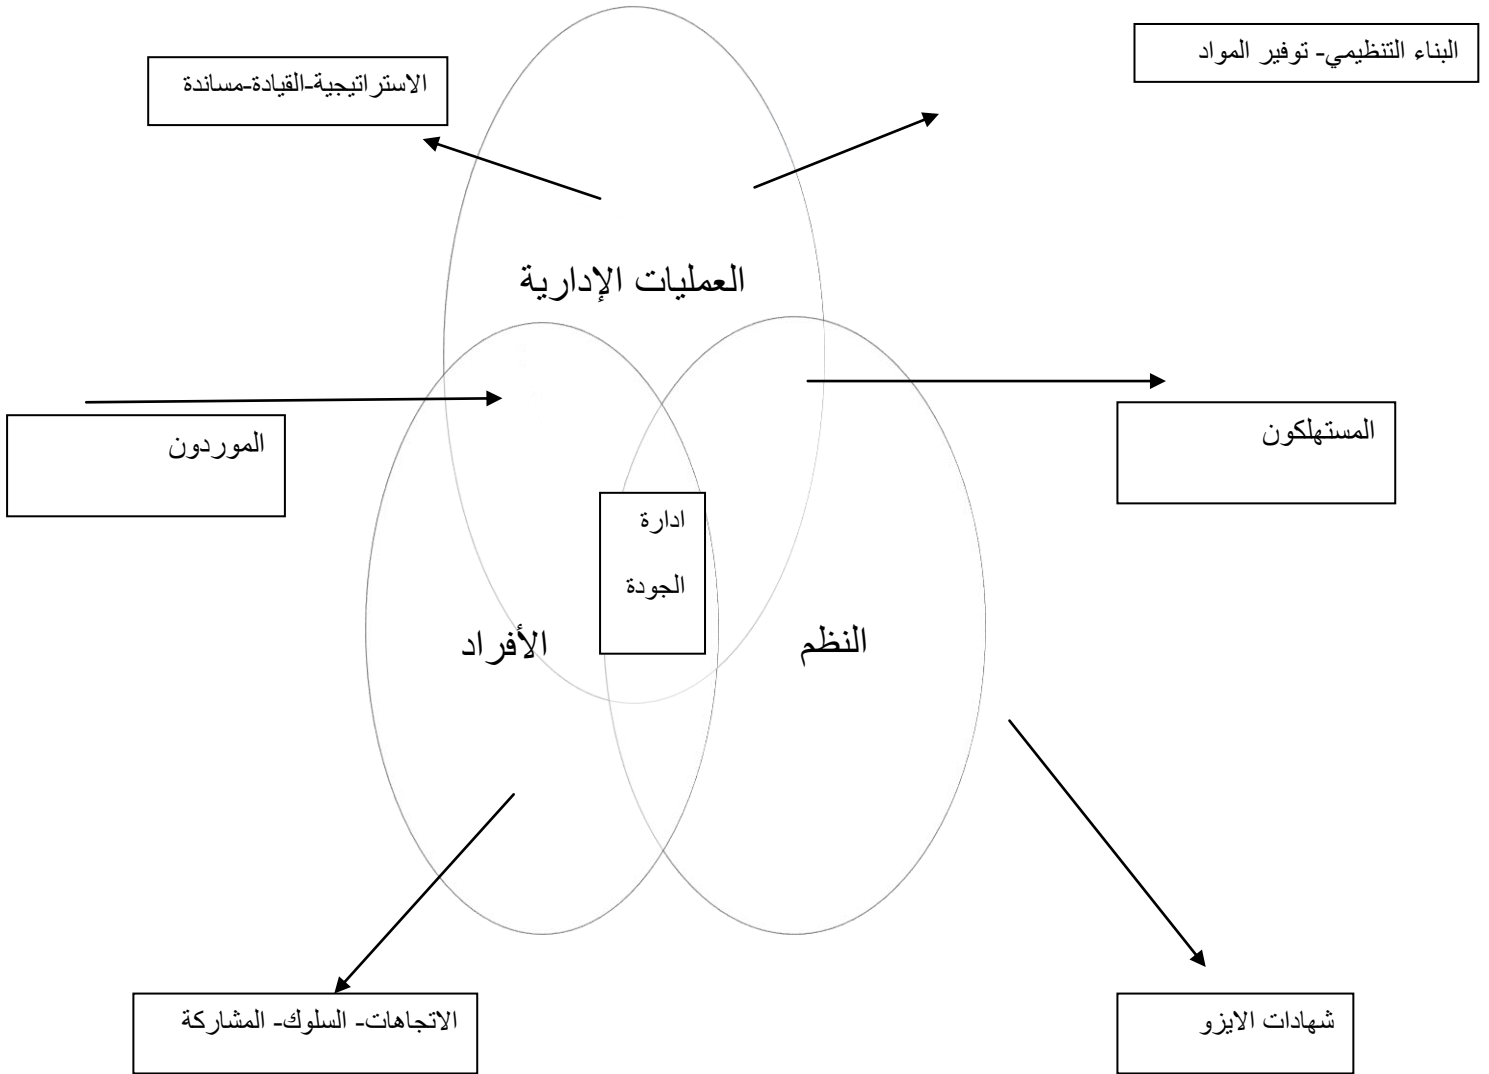 البناء التنظيمي- توفير المواد
الاستراتيجية-القيادة-مساندة
العمليات الإدارية
المستهلكون
الموردون
ادارة
الجودة
النظم
الأفراد
شهادات الايزو
الاتجاهات- السلوك- المشاركة